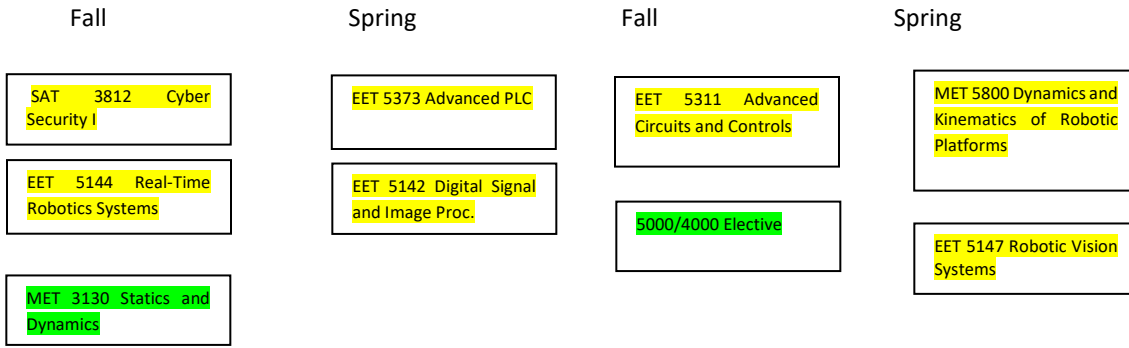 Fall
Spring
Fall
Spring
SAT 3812 Cyber
Security I
EET 5144 Real-Time
Robotics Systems
MET 3130 Statics and
Dynamics
EET 5373 Advanced PLC
EET 5142 Digital Signal
and Image Proc.
EET 5311 Advanced
Circuits and Controls
5000/4000 Elective
MET 5800 Dynamics and
Kinematics of Robotic
Platforms
EET 5147 Robotic Vision
Systems